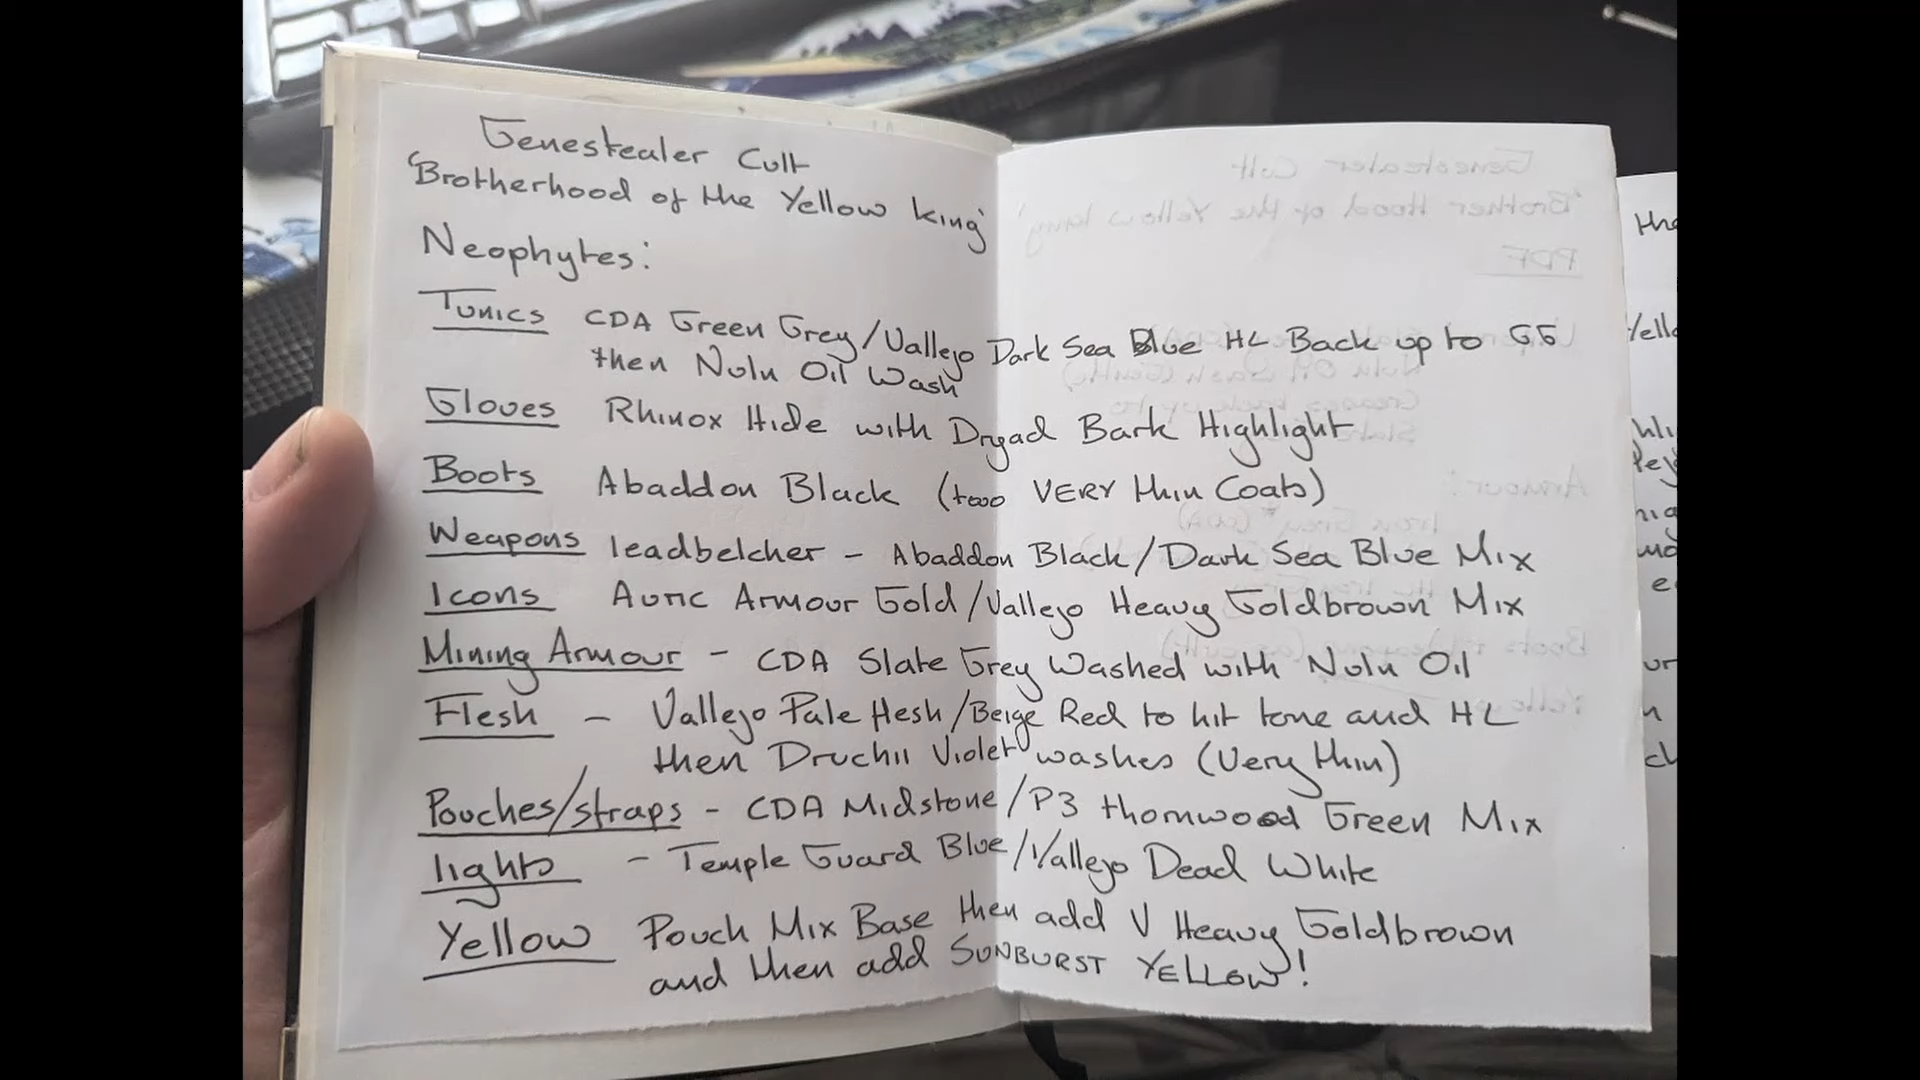 Genestealer Cult
'Brotherhood of the Yellow King'
Neophytes:
Tunics CDA Green Grey/Vallejo Dark Sea Blue HL Back up to GG
then Nuln Oil Wash
Gloves Rhinox Hide with Dryad Bark Highlight
Boots Abaddon Black (two VERY thin Coats)
Weapons leadbelcher - Abaddon Black/Dark Sea Blue Mix
Icons Auric Armour Gold/Vallejo Heavy Goldbrown Mix
Mining Armour - CDA Slate Grey Washed with Nuln Oil
Flesh - Vallejo Pale Flesh/Beige Red to hit tone and HL
then Druchii Violet washes (Very thin)
Pouches/straps - CDA Midstone/P3 thornwood Green Mix
lights - Temple Guard Blue/Vallejo Dead White
Yellow Pouch Mix Base then add V Heavy Goldbrown
and then add SUNBURST YELLOW!